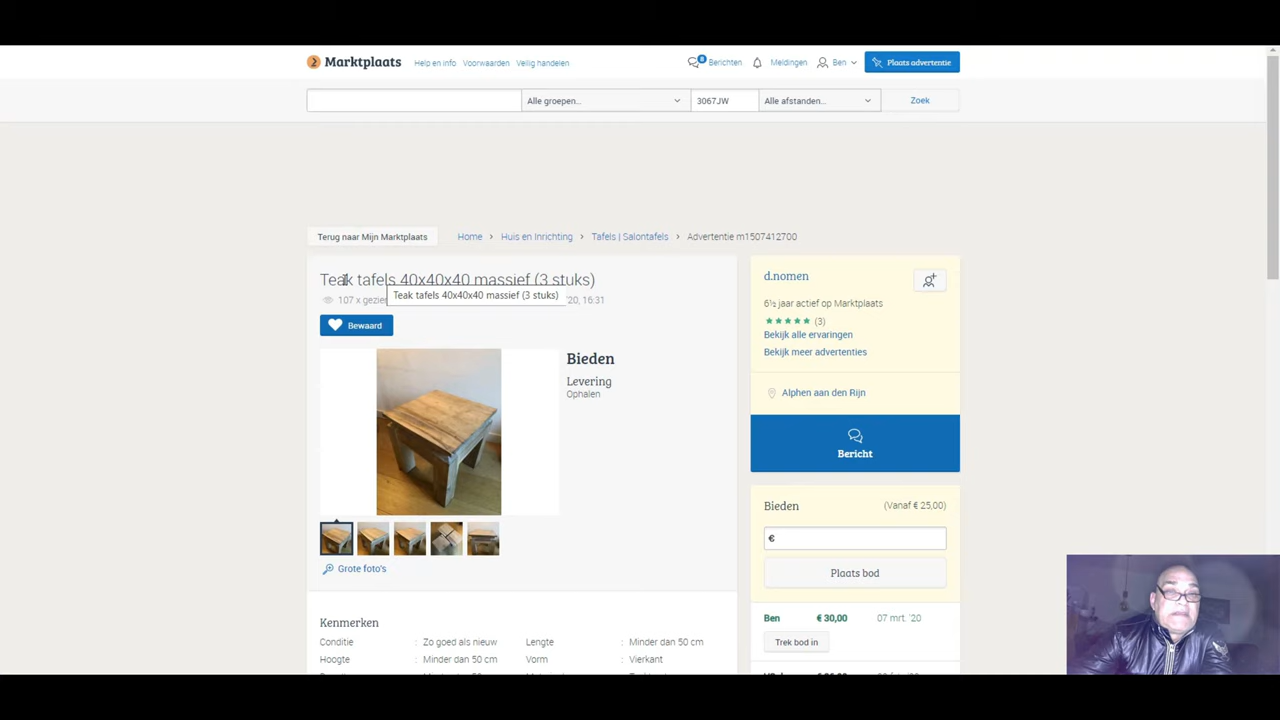 Marktplaats
Help en info Voorwaarden Veilig handelen
8 Berichten Meldingen Ben Plaats advertentie
Alle groepen... 3067JW Alle afstanden... Zoek
Terug naar Mijn Marktplaats Home > Huis en Inrichting > Tafels | Salontafels > Advertentie m1507412700
Teak tafels 40x40x40 massief (3 stuks)
107 x gezien '20, 16:31
Teak tafels 40x40x40 massief (3 stuks)
Bewaard
Bieden
Levering
Ophalen
Grote foto's
Kenmerken
Conditie : Zo goed als nieuw Lengte : Minder dan 50 cm
Hoogte : Minder dan 50 cm Vorm : Vierkant
d.nomen
6½ jaar actief op Marktplaats
★★★★★ (3)
Bekijk alle ervaringen
Bekijk meer advertenties
Alphen aan den Rijn
Bericht
Bieden (Vanaf € 25,00)
€
Plaats bod
Ben € 30,00 07 mrt. '20
Trek bod in